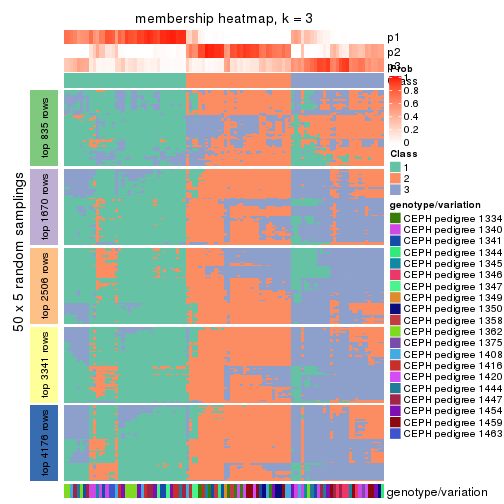 membership heatmap, k = 3
p1
p2
p3
Class
Prob
1
0.8
0.6
0.4
0.2
0
Class
1
2
3
genotype/variation
CEPH pedigree 1334
CEPH pedigree 1340
CEPH pedigree 1341
CEPH pedigree 1344
CEPH pedigree 1345
CEPH pedigree 1346
CEPH pedigree 1347
CEPH pedigree 1349
CEPH pedigree 1350
CEPH pedigree 1358
CEPH pedigree 1362
CEPH pedigree 1375
CEPH pedigree 1408
CEPH pedigree 1416
CEPH pedigree 1420
CEPH pedigree 1444
CEPH pedigree 1447
CEPH pedigree 1454
CEPH pedigree 1459
CEPH pedigree 1463
50 x 5 random samplings
top 835 rows
top 1670 rows
top 2506 rows
top 3341 rows
top 4176 rows
genotype/variation